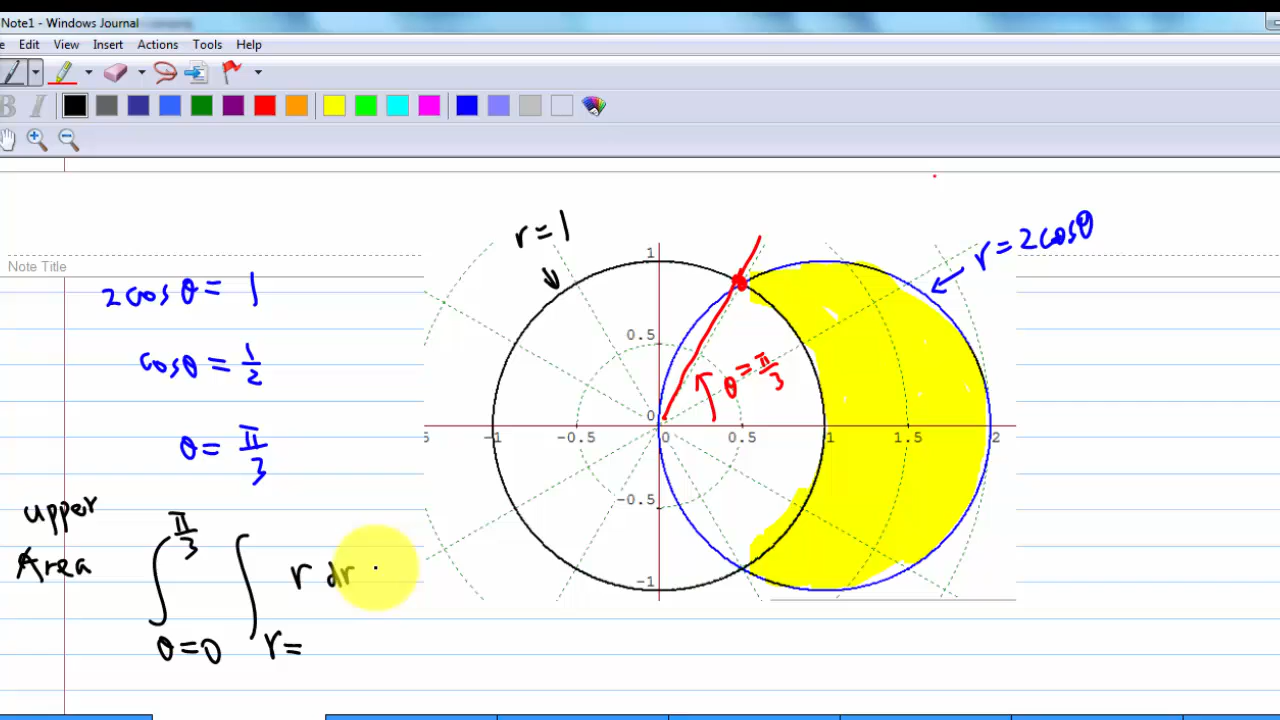 Note1 - Windows Journal
Edit View Insert Actions Tools Help
B I
Note Title
r = 1
r = 2cosθ
2cosθ = 1
cosθ = 1/2
θ = π/3
θ = π/3
1
0.5
0
-0.5
-1
5 -1 -0.5 0 0.5 1 1.5 2
upper
Area
∫ π/3 θ=0 ∫ r= r dr